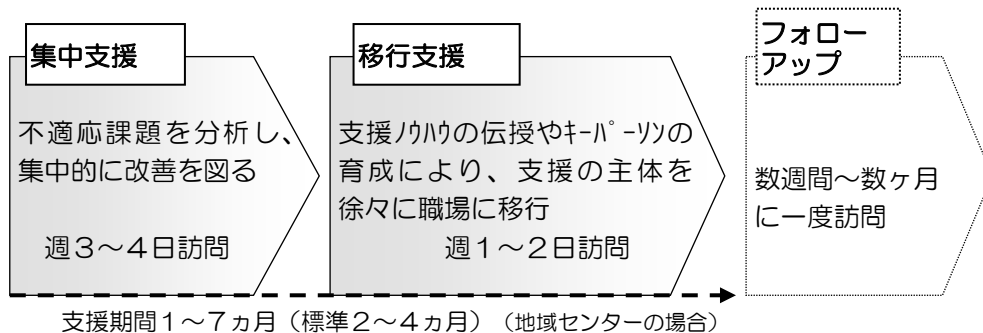 集中支援
不適応課題を分析し、
集中的に改善を図る
週３～４日訪問
移行支援
支援ﾉｳﾊｳの伝授やｷｰﾊﾟｰｿﾝの
育成により、支援の主体を
徐々に職場に移行
週１～２日訪問
フォロー
アップ
数週間～数ヶ月
に一度訪問
支援期間１～７ヵ月（標準２～４ヵ月）（地域センターの場合）